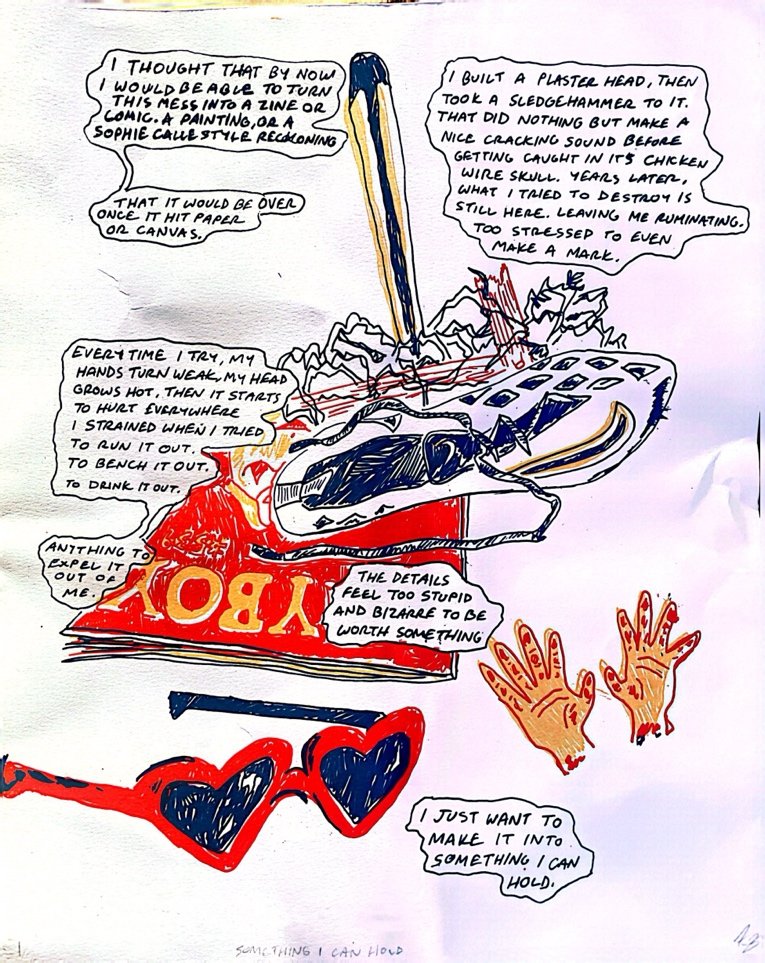 I THOUGHT THAT BY NOW
I WOULD BE ABLE TO TURN
THIS MESS INTO A ZINE OR
COMIC. A PAINTING, OR A
SOPHIE CALLE STYLE RECKONING
THAT IT WOULD BE OVER
ONCE IT HIT PAPER
OR CANVAS.
I BUILT A PLASTER HEAD, THEN
TOOK A SLEDGEHAMMER TO IT.
THAT DID NOTHING BUT MAKE A
NICE CRACKING SOUND BEFORE
GETTING CAUGHT IN IT'S CHICKEN
WIRE SKULL. YEARS LATER,
WHAT I TRIED TO DESTROY IS
STILL HERE. LEAVING ME RUMINATING.
TOO STRESSED TO EVEN
MAKE A MARK.
EVERYTIME I TRY, MY
HANDS TURN WEAK, MY HEAD
GROWS HOT, THEN IT STARTS
TO HURT EVERYWHERE
I STRAINED WHEN I TRIED
TO RUN IT OUT.
TO BENCH IT OUT.
TO DRINK IT OUT.
ANYTHING TO
EXPEL IT
OUT OF
ME.
YBOY
THE DETAILS
FEEL TOO STUPID
AND BIZARRE TO BE
WORTH SOMETHING
I JUST WANT TO
MAKE IT INTO
SOMETHING I CAN
HOLD.
SOMETHING I CAN HOLD